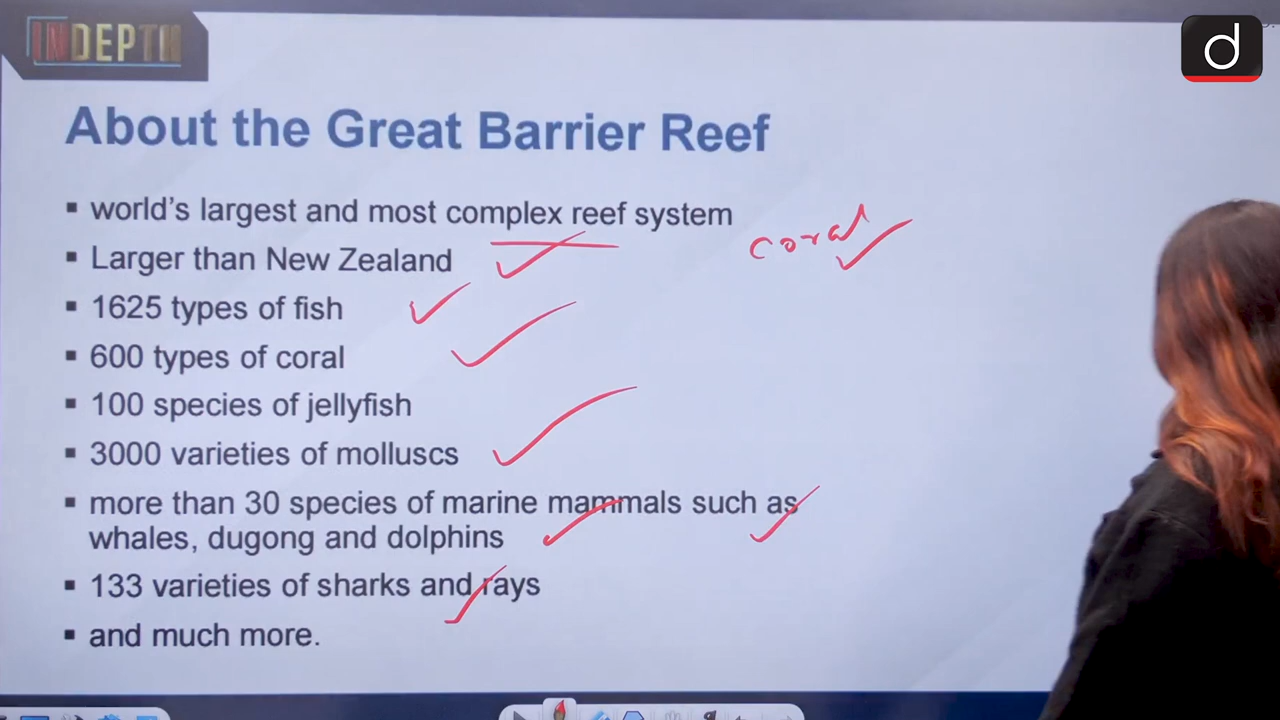 INDEPTH
d
About the Great Barrier Reef
▪ world's largest and most complex reef system
coral
▪ Larger than New Zealand
▪ 1625 types of fish
▪ 600 types of coral
▪ 100 species of jellyfish
▪ 3000 varieties of molluscs
▪ more than 30 species of marine mammals such as
whales, dugong and dolphins
▪ 133 varieties of sharks and rays
▪ and much more.